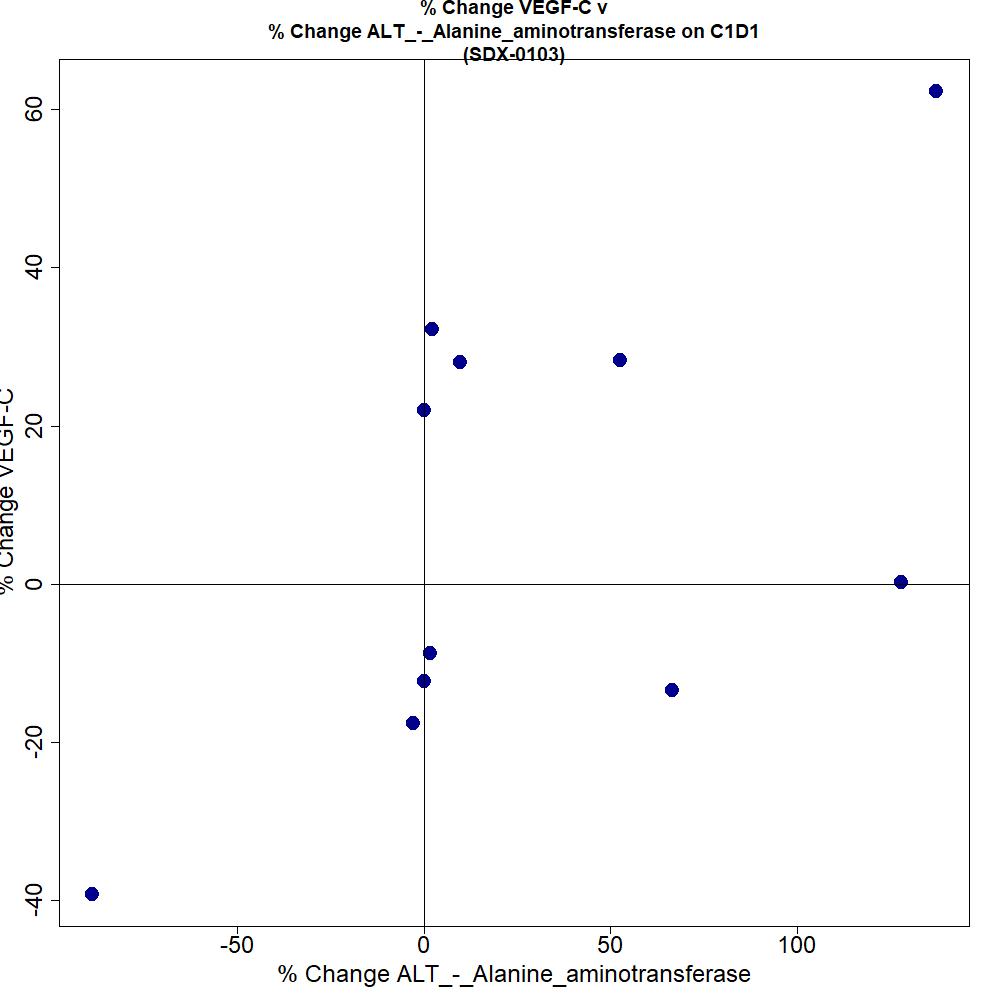 % Change VEGF-C v
% Change ALT_-_Alanine_aminotransferase on C1D1
(SDX-0103)
60
40
20
0
-20
-40
% Change VEGF-C
-50
0
50
100
% Change ALT_-_Alanine_aminotransferase